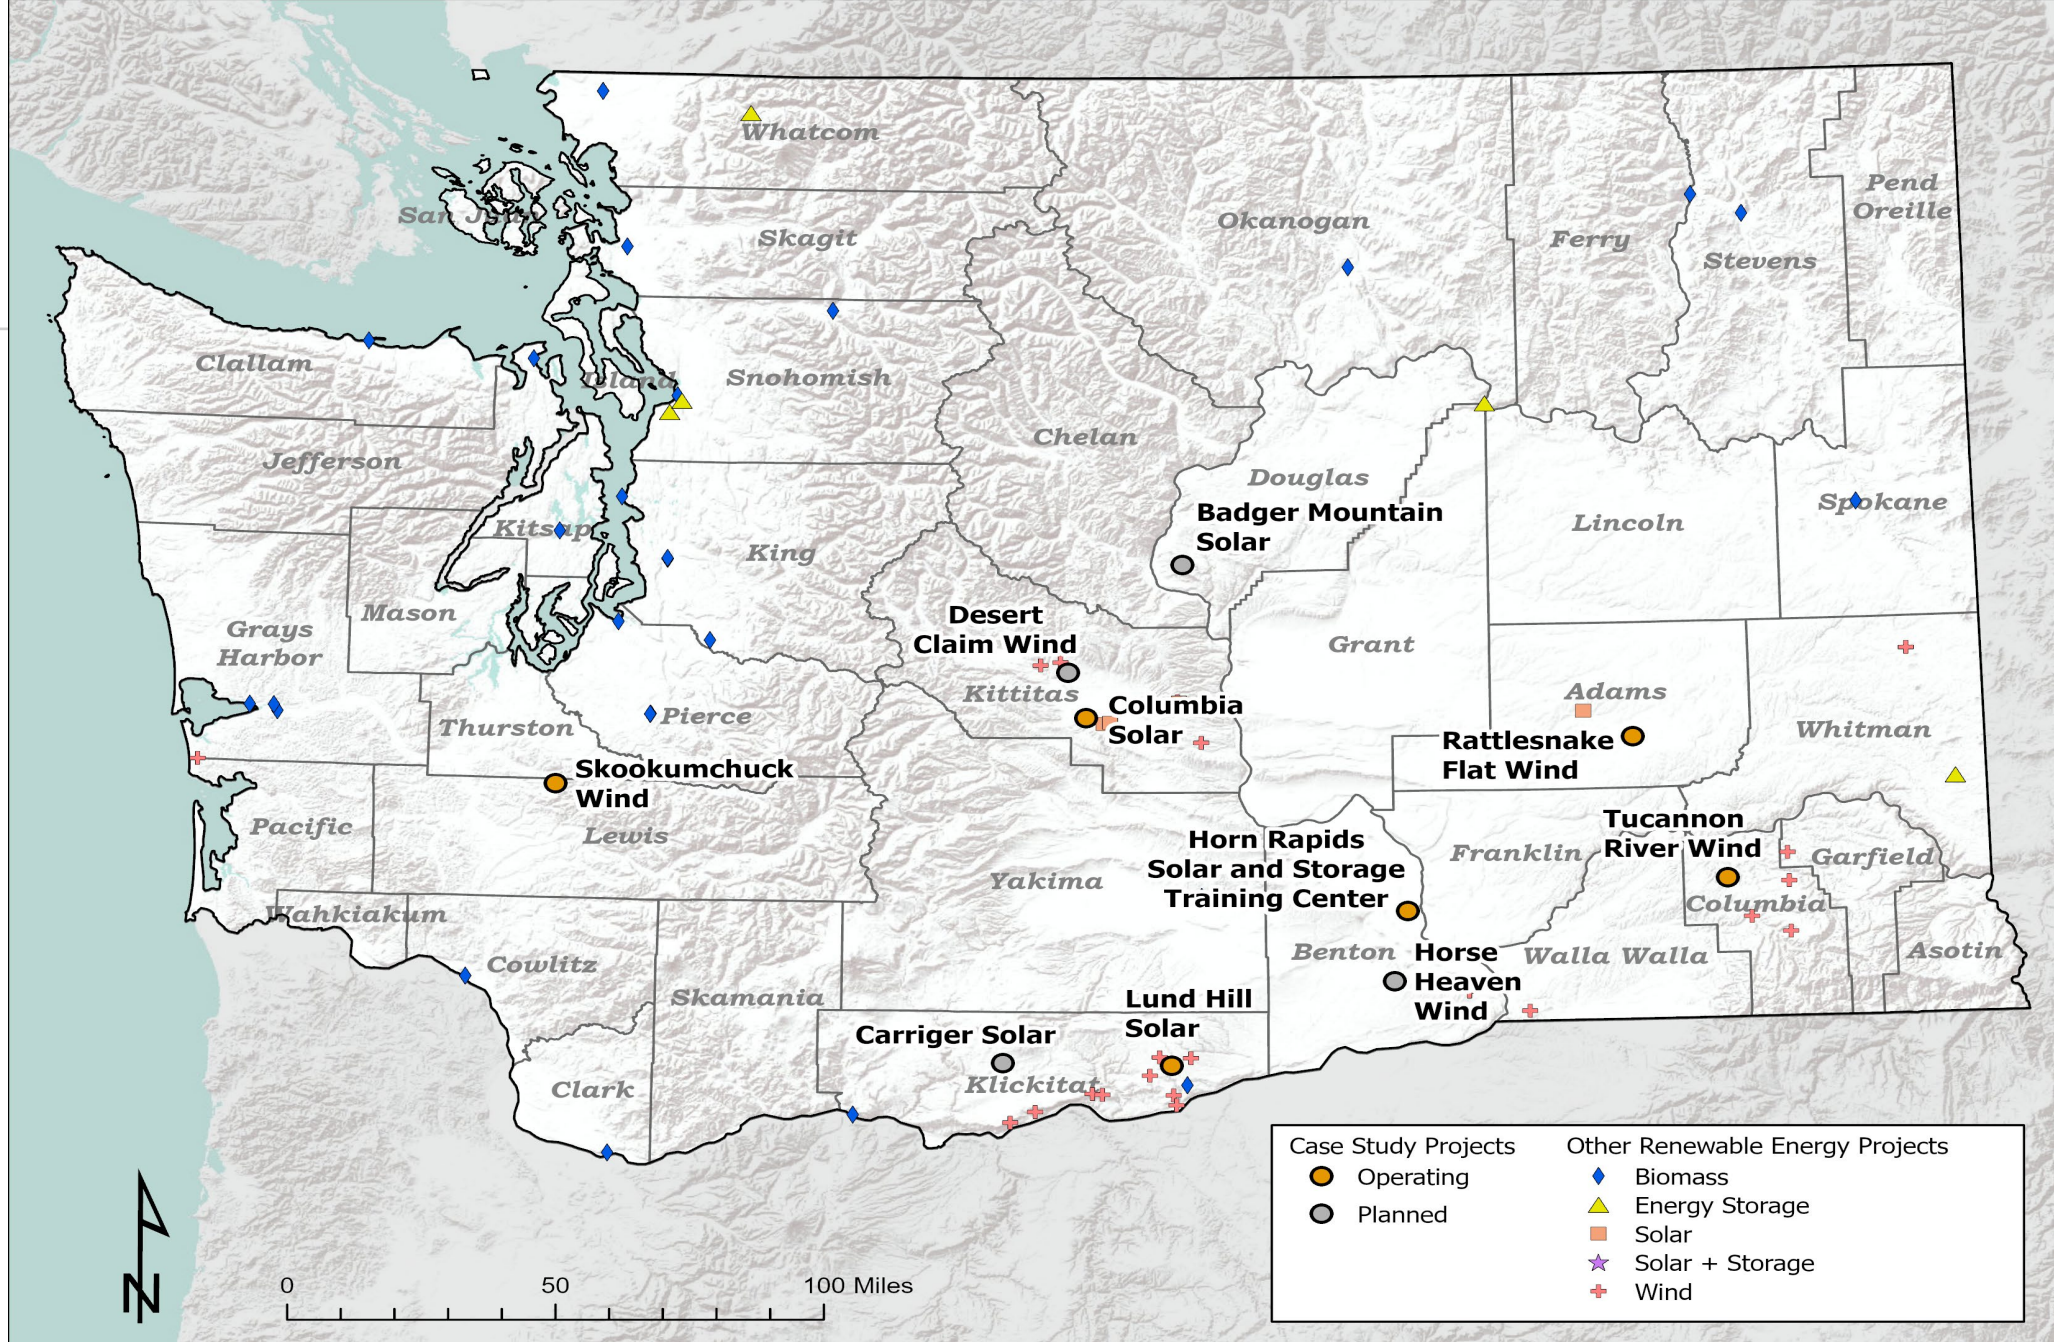 Whatcom
San Juan
Skagit
Okanogan
Ferry
Stevens
Pend
Oreille
Clallam
Island
Snohomish
Chelan
Jefferson
Kitsap
King
Douglas
Badger Mountain
Solar
Lincoln
Spokane
Mason
Grays
Harbor
Desert
Claim Wind
Kittitas
Grant
Adams
Whitman
Columbia
Solar
Thurston
Pierce
Rattlesnake
Flat Wind
Skookumchuck
Wind
Pacific
Lewis
Tucannon
River Wind
Horn Rapids
Solar and Storage
Training Center
Yakima
Franklin
Garfield
Columbia
Wahkiakum
Cowlitz
Skamania
Benton
Horse
Heaven
Wind
Walla Walla
Asotin
Lund Hill
Solar
Carriger Solar
Klickitat
Clark
Case Study Projects
Operating
Planned
Other Renewable Energy Projects
Biomass
Energy Storage
Solar
Solar + Storage
Wind
N
0 50 100 Miles